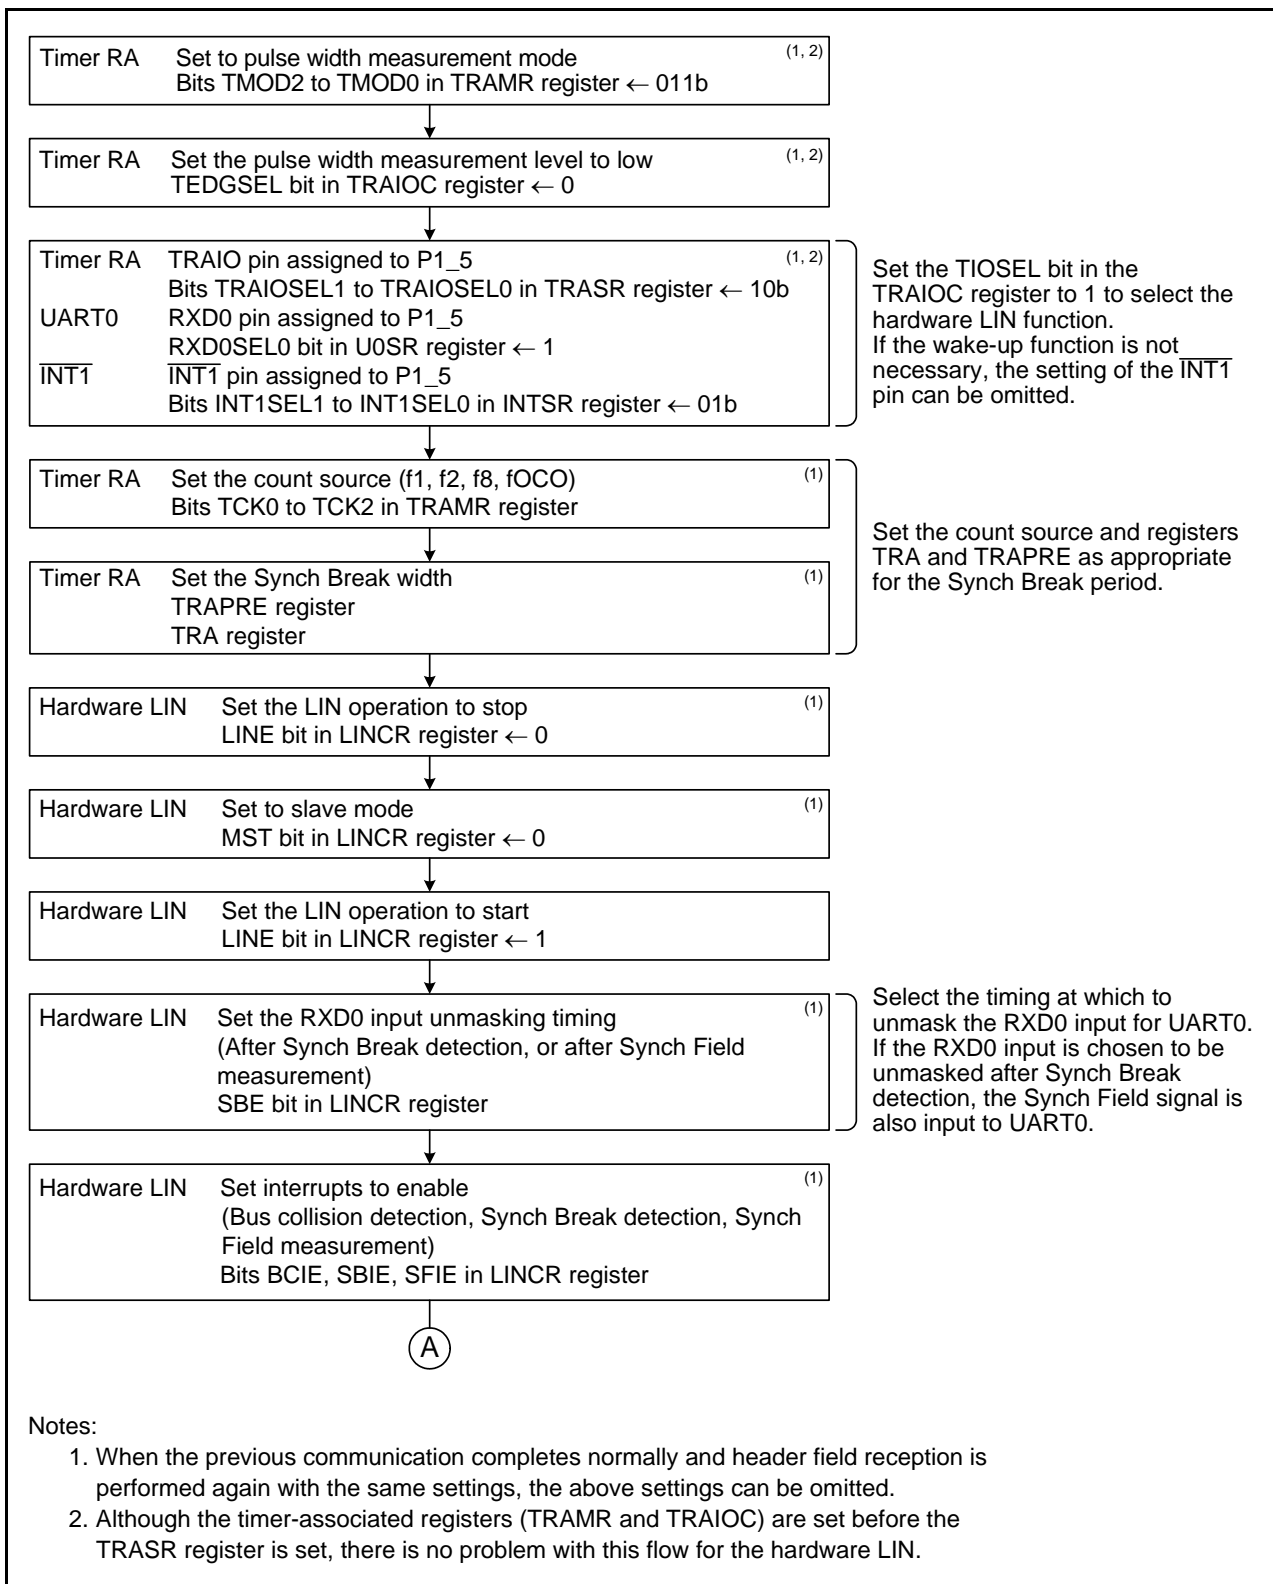 Timer RA Set to pulse width measurement mode (1, 2)
Bits TMOD2 to TMOD0 in TRAMR register ← 011b
Timer RA Set the pulse width measurement level to low (1, 2)
TEDGSEL bit in TRAIOC register ← 0
Timer RA TRAIO pin assigned to P1_5 (1, 2)
Bits TRAIOSEL1 to TRAIOSEL0 in TRASR register ← 10b
UART0 RXD0 pin assigned to P1_5
RXD0SEL0 bit in U0SR register ← 1
INT1 INT1 pin assigned to P1_5
Bits INT1SEL1 to INT1SEL0 in INTSR register ← 01b
Set the TIOSEL bit in the
TRAIOC register to 1 to select the
hardware LIN function.
If the wake-up function is not
necessary, the setting of the INT1
pin can be omitted.
Timer RA Set the count source (f1, f2, f8, fOCO) (1)
Bits TCK0 to TCK2 in TRAMR register
Timer RA Set the Synch Break width (1)
TRAPRE register
TRA register
Set the count source and registers
TRA and TRAPRE as appropriate
for the Synch Break period.
Hardware LIN Set the LIN operation to stop (1)
LINE bit in LINCR register ← 0
Hardware LIN Set to slave mode (1)
MST bit in LINCR register ← 0
Hardware LIN Set the LIN operation to start
LINE bit in LINCR register ← 1
Hardware LIN Set the RXD0 input unmasking timing (1)
(After Synch Break detection, or after Synch Field
measurement)
SBE bit in LINCR register
Select the timing at which to
unmask the RXD0 input for UART0.
If the RXD0 input is chosen to be
unmasked after Synch Break
detection, the Synch Field signal is
also input to UART0.
Hardware LIN Set interrupts to enable (1)
(Bus collision detection, Synch Break detection, Synch
Field measurement)
Bits BCIE, SBIE, SFIE in LINCR register
A
Notes:
1. When the previous communication completes normally and header field reception is
performed again with the same settings, the above settings can be omitted.
2. Although the timer-associated registers (TRAMR and TRAIOC) are set before the
TRASR register is set, there is no problem with this flow for the hardware LIN.